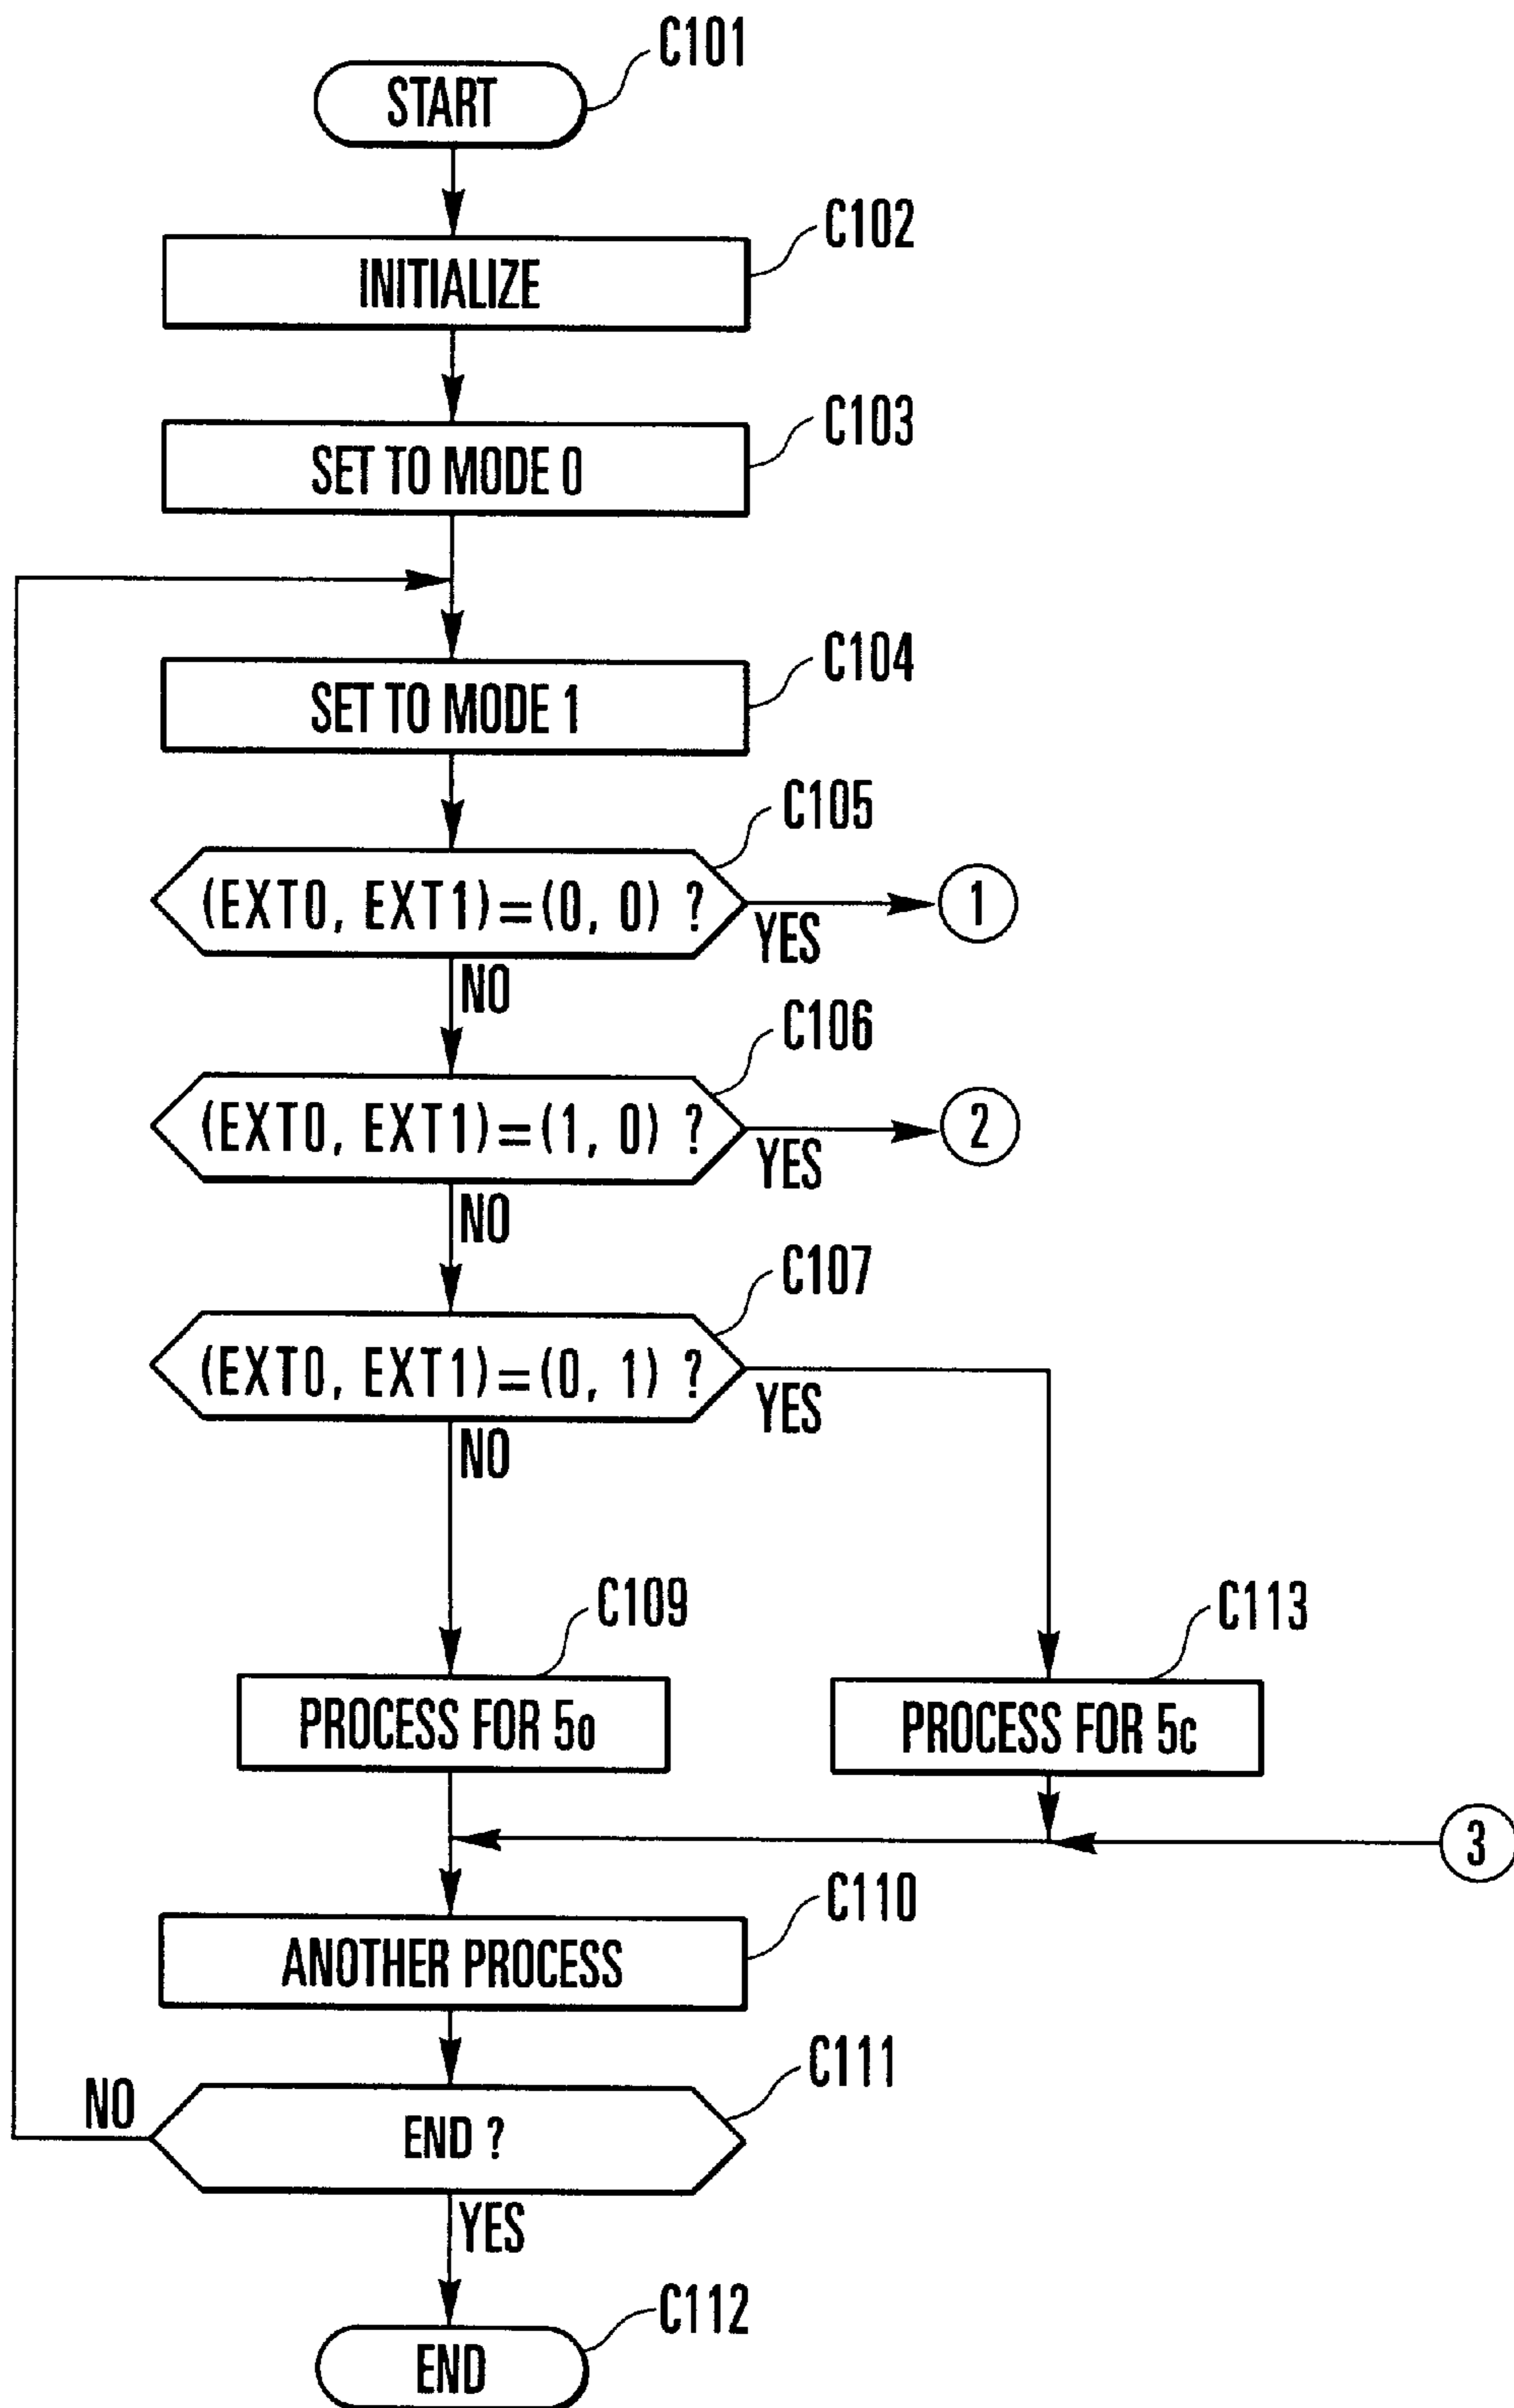 C101
START
C102
INITIALIZE
C103
SET TO MODE 0
C104
SET TO MODE 1
C105
(EXT0, EXT1)=(0, 0) ?
YES
1
NO
C106
(EXT0, EXT1)=(1, 0) ?
YES
2
NO
C107
(EXT0, EXT1)=(0, 1) ?
YES
NO
C109
C113
PROCESS FOR 5o
PROCESS FOR 5c
3
C110
ANOTHER PROCESS
C111
NO
END ?
YES
C112
END